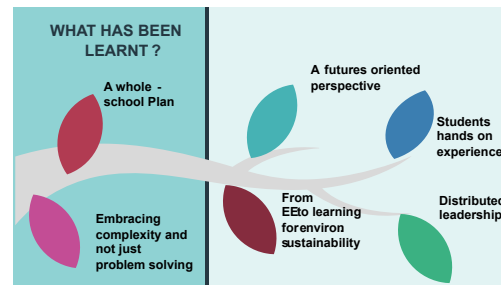 WHAT HAS BEEN
LEARNT ?
A whole -
school Plan
A futures oriented
perspective
Students
hands on
experience
Embracing
complexity and
not just
problem solving
From
EEto learning
forenviron
sustainability
Distributed
leadership